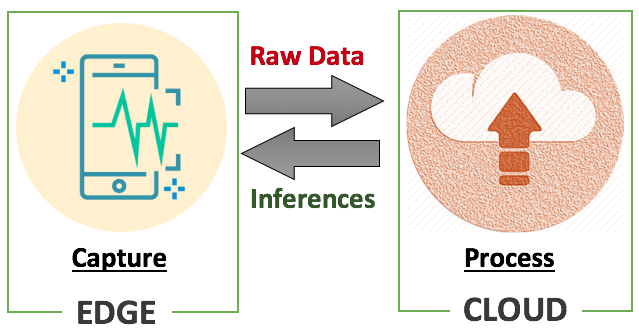 Raw Data
Inferences
Capture
Process
EDGE
CLOUD